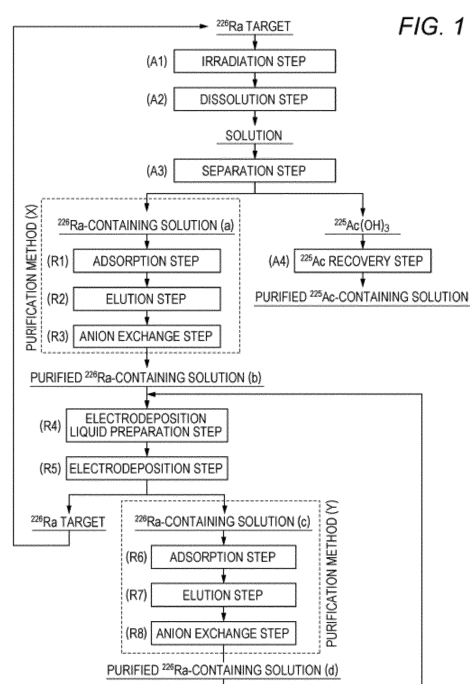 FIG. 1
²²⁶Ra TARGET
(A1) IRRADIATION STEP
(A2) DISSOLUTION STEP
SOLUTION
(A3) SEPARATION STEP
PURIFICATION METHOD (X)
²²⁶Ra-CONTAINING SOLUTION (a)
(R1) ADSORPTION STEP
(R2) ELUTION STEP
(R3) ANION EXCHANGE STEP
²²⁵Ac(OH)₃
(A4) ²²⁵Ac RECOVERY STEP
PURIFIED ²²⁵Ac-CONTAINING SOLUTION
PURIFIED ²²⁶Ra-CONTAINING SOLUTION (b)
(R4) ELECTRODEPOSITION
LIQUID PREPARATION STEP
(R5) ELECTRODEPOSITION STEP
²²⁶Ra TARGET
²²⁶Ra-CONTAINING SOLUTION (c)
(R6) ADSORPTION STEP
(R7) ELUTION STEP
(R8) ANION EXCHANGE STEP
PURIFICATION METHOD (Y)
PURIFIED ²²⁶Ra-CONTAINING SOLUTION (d)